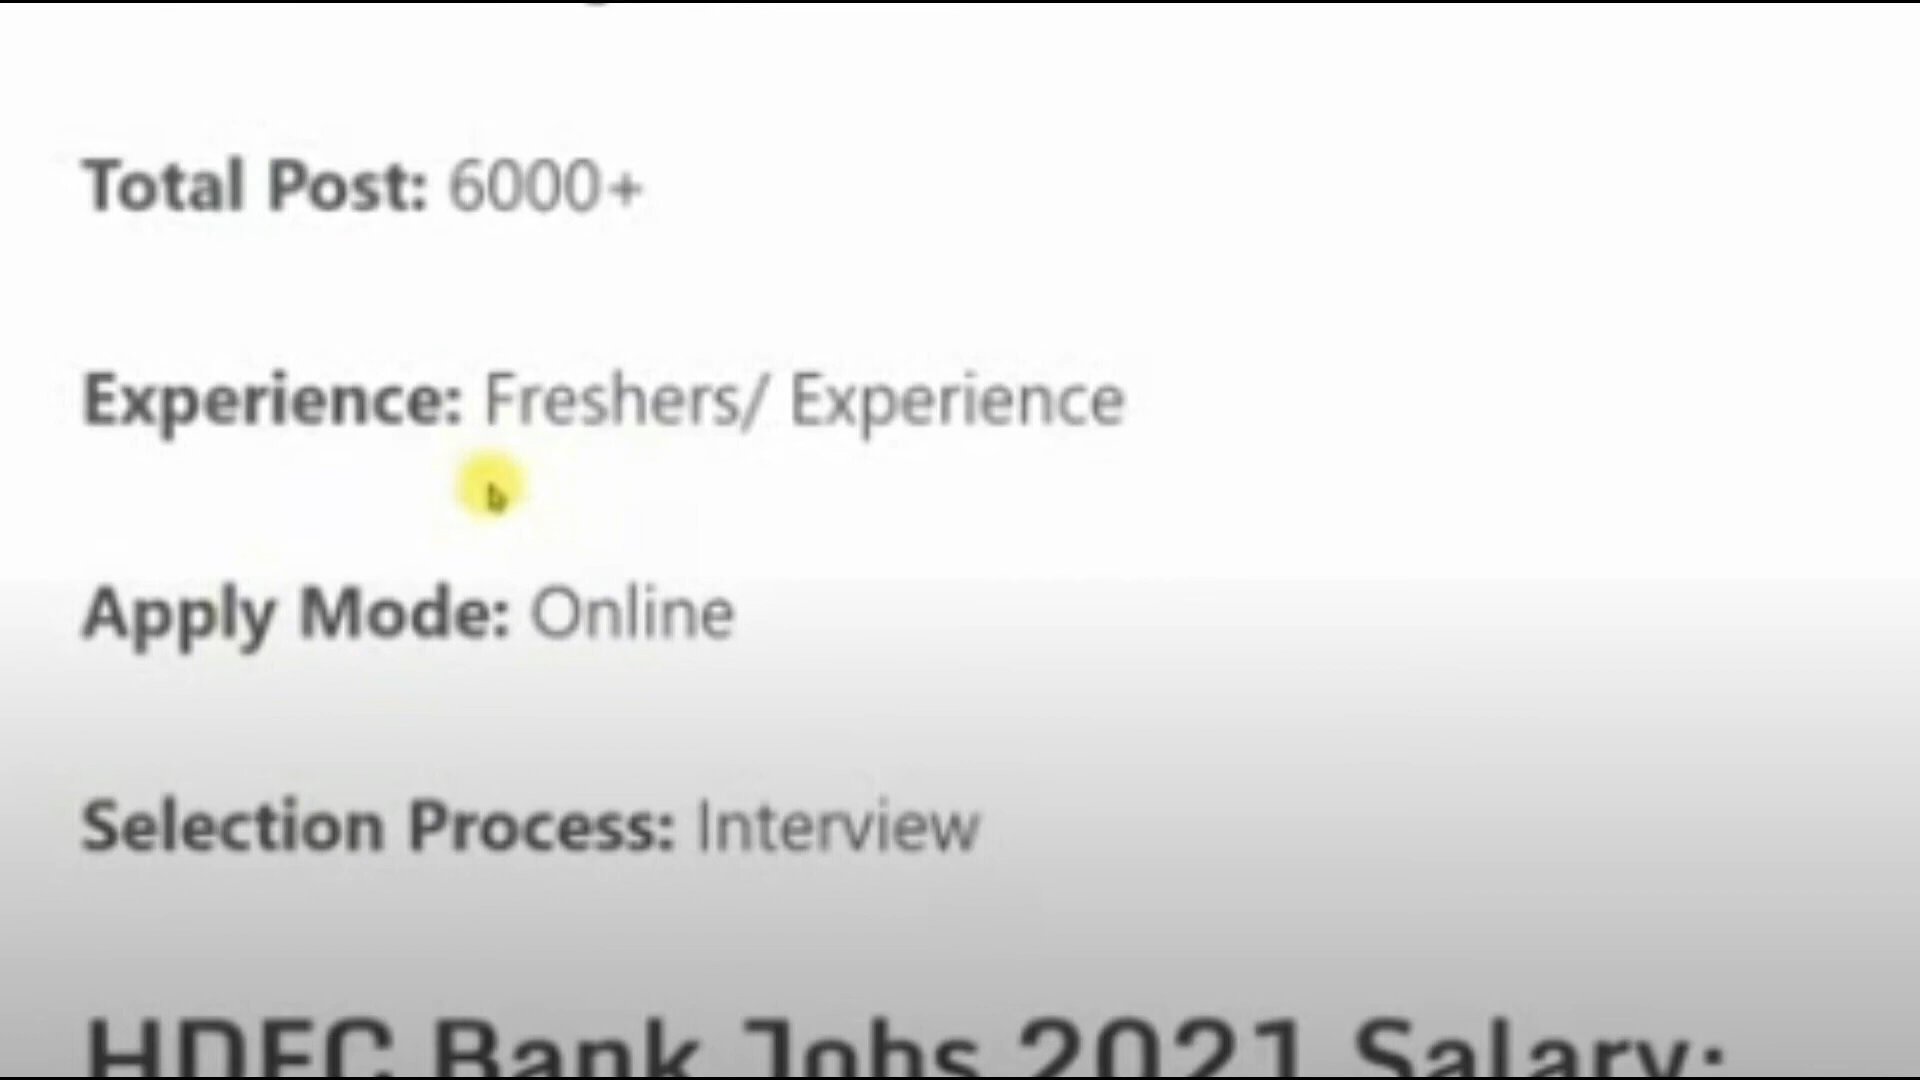 Total Post: 6000+
Experience: Freshers/ Experience
Apply Mode: Online
Selection Process: Interview
HDFC Bank Jobs 2021 Salary: